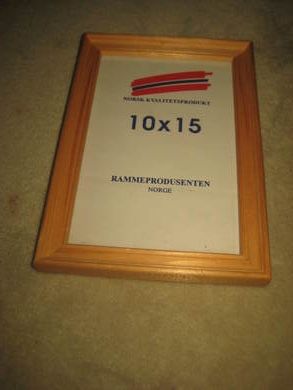 NORSK KVALITETSPRODUKT
10x15
RAMMEPRODUSENTEN
NORGE